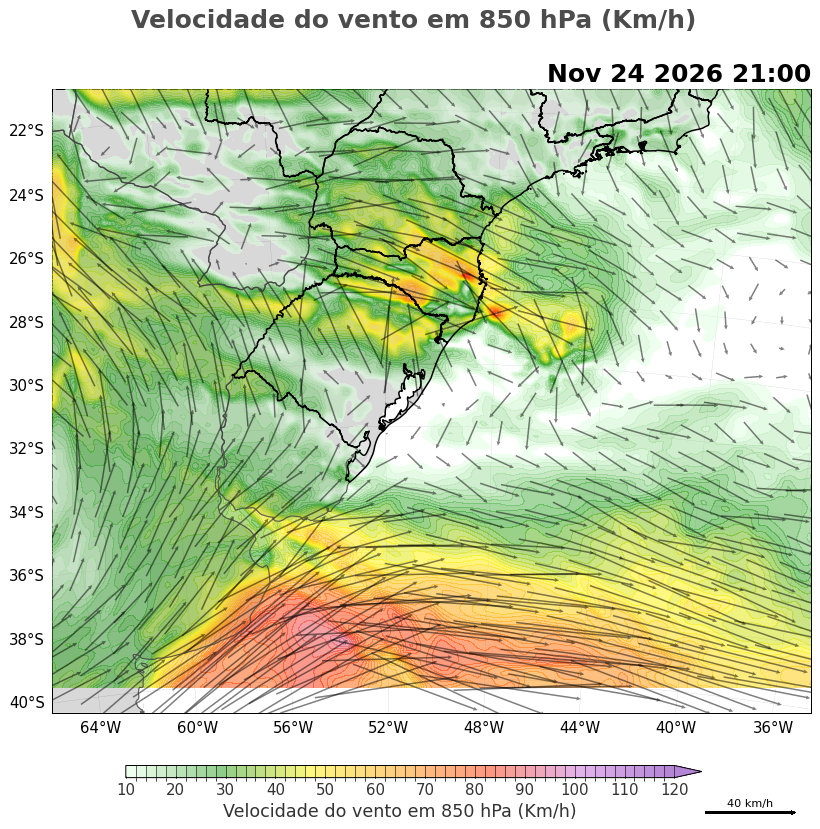 Velocidade do vento em 850 hPa (Km/h)
Nov 24 2026 21:00
22°S
24°S
26°S
28°S
30°S
32°S
34°S
36°S
38°S
40°S
64°W 60°W 56°W 52°W 48°W 44°W 40°W 36°W
10 20 30 40 50 60 70 80 90 100 110 120
Velocidade do vento em 850 hPa (Km/h)
40 km/h